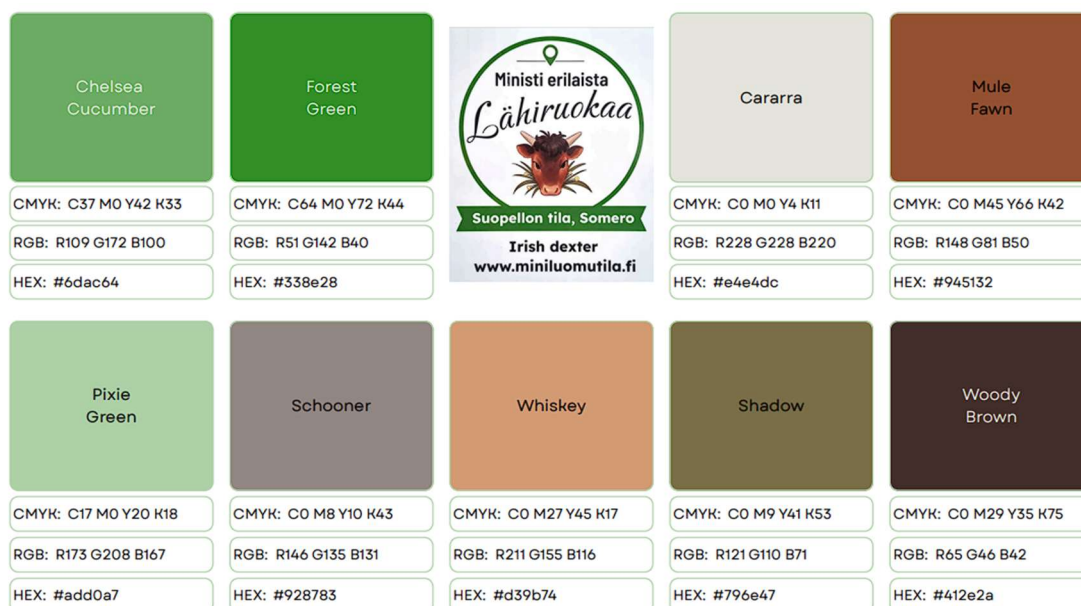 Chelsea
Cucumber
CMYK: C37 M0 Y42 K33
RGB: R109 G172 B100
HEX: #6dac64
Forest
Green
CMYK: C64 M0 Y72 K44
RGB: R51 G142 B40
HEX: #338e28
Ministi erilaista
Lähiruokaa
Suopellon tila, Somero
Irish dexter
www.miniluomutila.fi
Cararra
CMYK: C0 M0 Y4 K11
RGB: R228 G228 B220
HEX: #e4e4dc
Mule
Fawn
CMYK: C0 M45 Y66 K42
RGB: R148 G81 B50
HEX: #945132
Pixie
Green
CMYK: C17 M0 Y20 K18
RGB: R173 G208 B167
HEX: #add0a7
Schooner
CMYK: C0 M8 Y10 K43
RGB: R146 G135 B131
HEX: #928783
Whiskey
CMYK: C0 M27 Y45 K17
RGB: R211 G155 B116
HEX: #d39b74
Shadow
CMYK: C0 M9 Y41 K53
RGB: R121 G110 B71
HEX: #796e47
Woody
Brown
CMYK: C0 M29 Y35 K75
RGB: R65 G46 B42
HEX: #412e2a